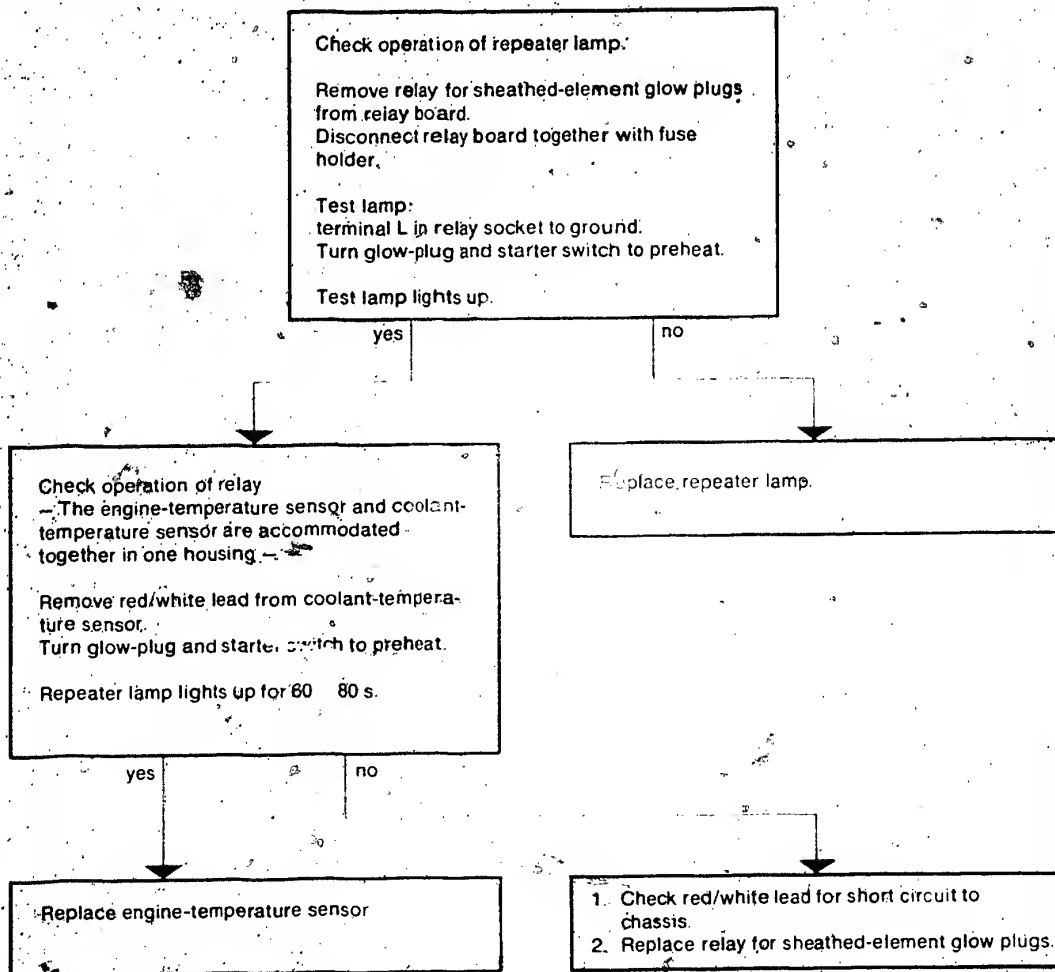 Check operation of repeater lamp.
Remove relay for sheathed-element glow plugs
from relay board.
Disconnect relay board together with fuse
holder.
Test lamp:
terminal L in relay socket to ground.
Turn glow-plug and starter switch to preheat.
Test lamp lights up.
yes
no
Check operation of relay
– The engine-temperature sensor and coolant-
temperature sensor are accommodated
together in one housing –
Remove red/white lead from coolant-tempera-
ture sensor.
Turn glow-plug and starter switch to preheat.
Repeater lamp lights up for 60 80 s.
Replace repeater lamp.
yes
no
Replace engine-temperature sensor
1. Check red/white lead for short circuit to
chassis.
2. Replace relay for sheathed-element glow plugs.